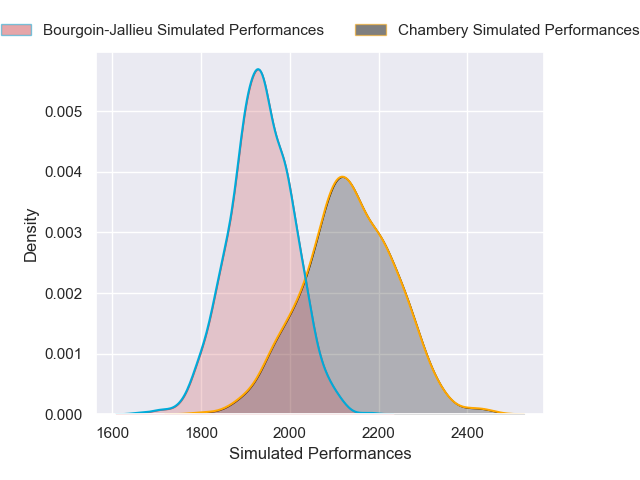 Bourgoin-Jallieu Simulated Performances Chambery Simulated Performances
0.005
0.004
0.003
0.002
0.001
0.000
Density
1600 1800 2000 2200 2400
Simulated Performances